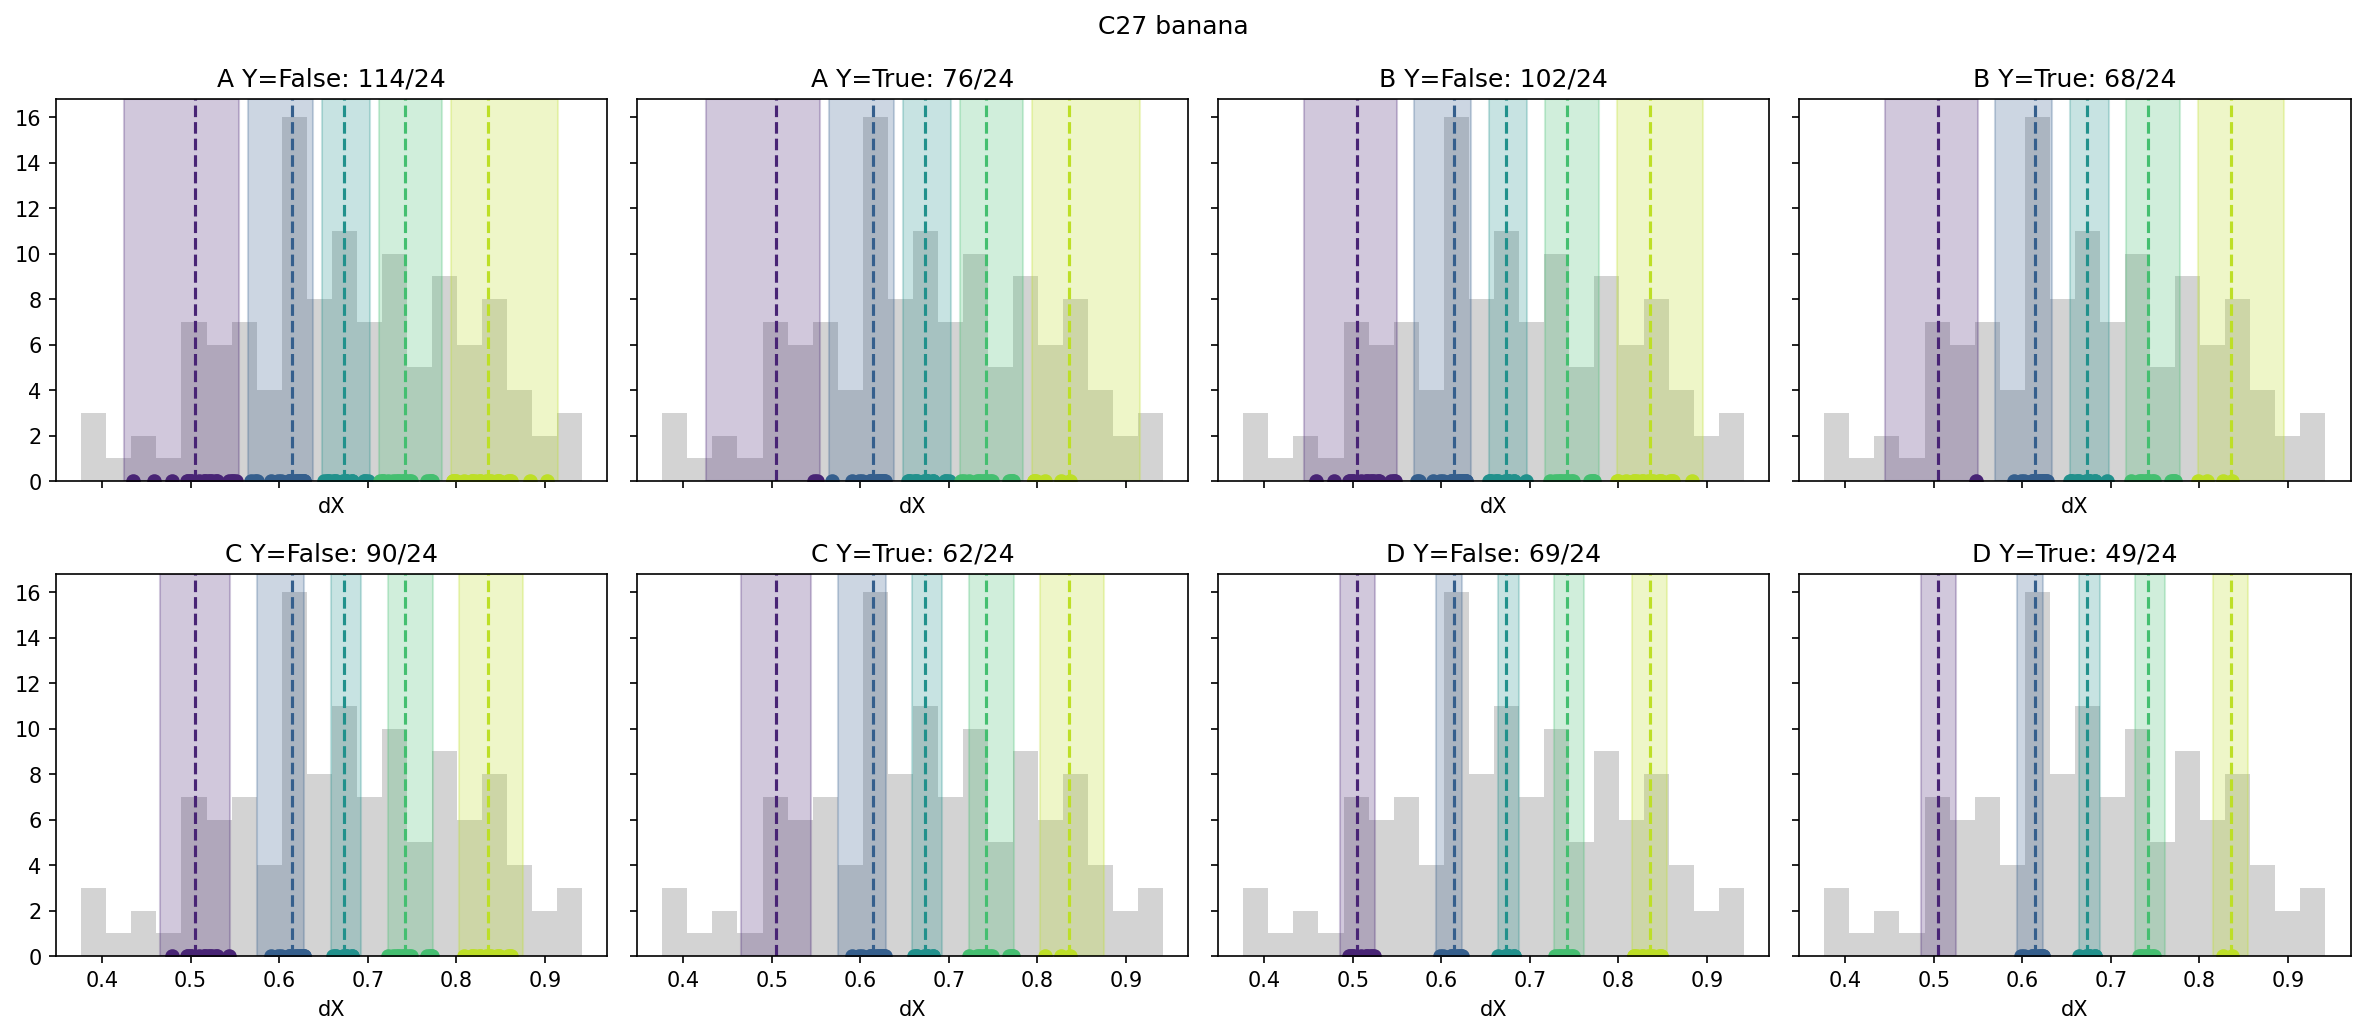 C27 banana
A Y=False: 114/24
A Y=True: 76/24
B Y=False: 102/24
B Y=True: 68/24
16
14
12
10
8
6
4
2
0
dX
dX
dX
dX
C Y=False: 90/24
C Y=True: 62/24
D Y=False: 69/24
D Y=True: 49/24
16
14
12
10
8
6
4
2
0
0.4 0.5 0.6 0.7 0.8 0.9
0.4 0.5 0.6 0.7 0.8 0.9
0.4 0.5 0.6 0.7 0.8 0.9
0.4 0.5 0.6 0.7 0.8 0.9
dX
dX
dX
dX